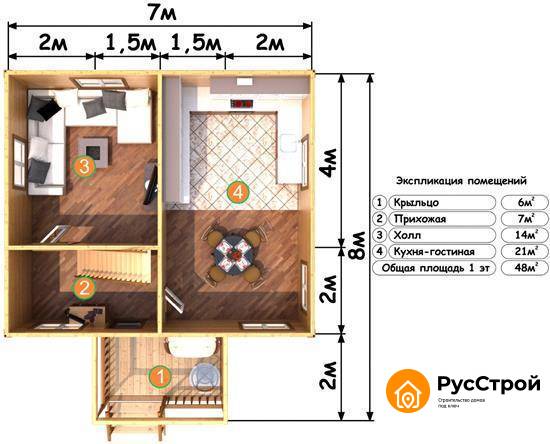 7м
2м 1,5м 1,5м 2м
4м
8м
2м
2м
3
4
2
1
Экспликация помещений
1 Крыльцо 6м²
2 Прихожая 7м²
3 Холл 14м²
4 Кухня-гостиная 21м²
Общая площадь 1 эт 48м²
РусСтрой
Строительство домов
под ключ